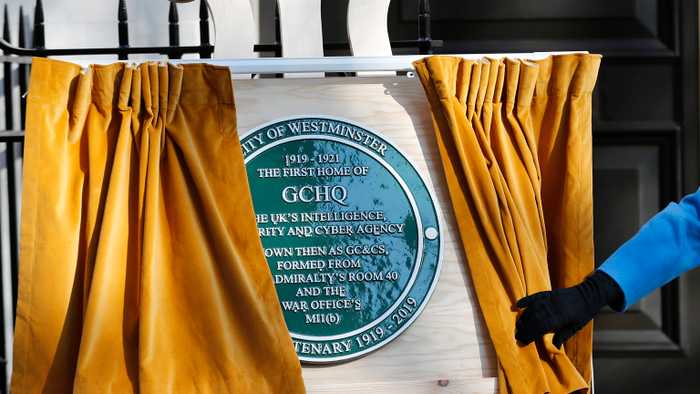 CITY OF WESTMINSTER
1919 - 1921
THE FIRST HOME OF
GCHQ
HE UK'S INTELLIGENCE,
RITY AND CYBER AGENCY
OWN THEN AS GC&CS,
FORMED FROM
DMIRALTY'S ROOM 40
AND THE
WAR OFFICE'S
MI1(b)
TENARY 1919 - 2019